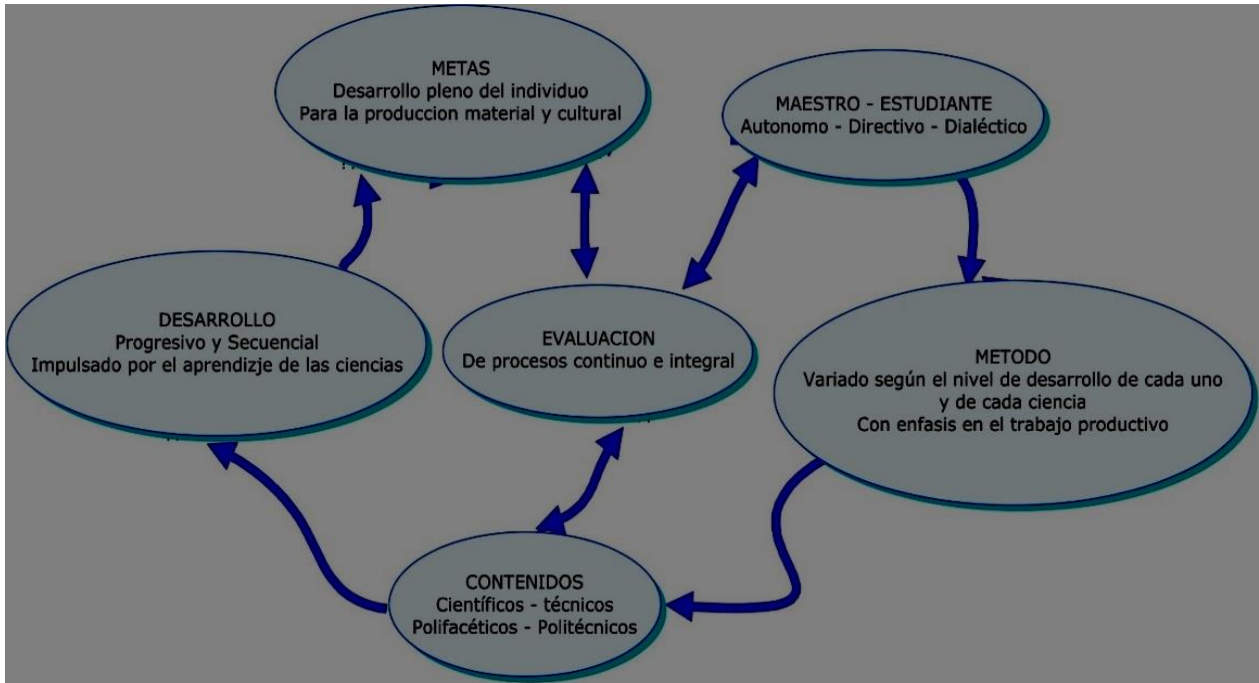 METAS
Desarrollo pleno del individuo
Para la produccion material y cultural
MAESTRO - ESTUDIANTE
Autonomo - Directivo - Dialéctico
DESARROLLO
Progresivo y Secuencial
Impulsado por el aprendizje de las ciencias
EVALUACION
De procesos continuo e integral
METODO
Variado según el nivel de desarrollo de cada uno
y de cada ciencia
Con enfasis en el trabajo productivo
CONTENIDOS
Científicos - técnicos
Polifacéticos - Politécnicos